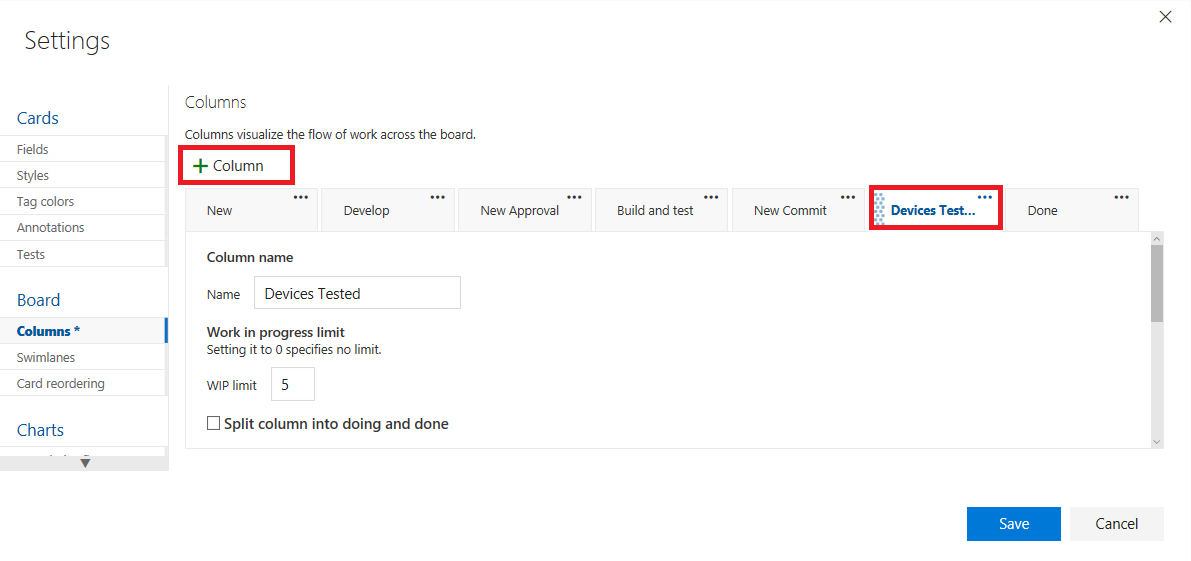 Settings
Cards
Fields
Styles
Tag colors
Annotations
Tests
Board
Columns *
Swimlanes
Card reordering
Charts
Columns
Columns visualize the flow of work across the board.
+ Column
New ... Develop ... New Approval ... Build and test ... New Commit ... Devices Test... ... Done ...
Column name
Name Devices Tested
Work in progress limit
Setting it to 0 specifies no limit.
WIP limit 5
Split column into doing and done
Save Cancel